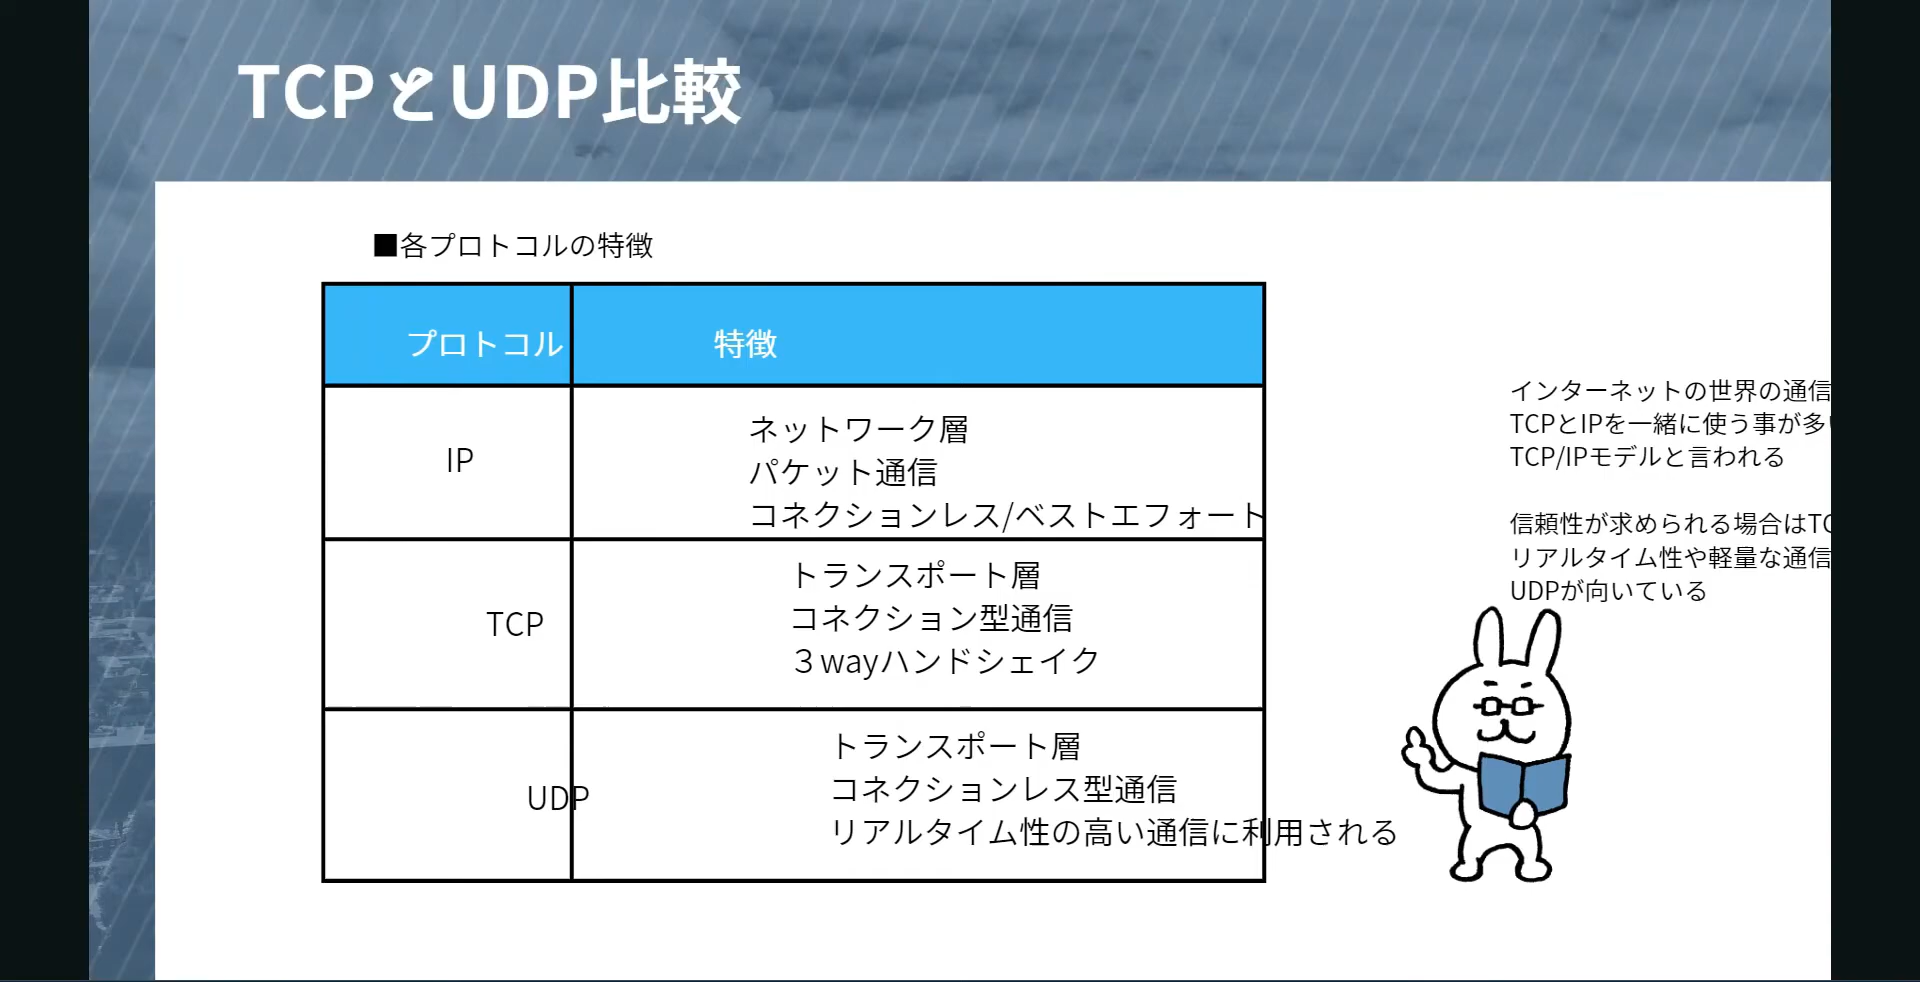 TCPとUDP比較
■各プロトコルの特徴
プロトコル 特徴
IP
ネットワーク層
パケット通信
コネクションレス/ベストエフォート
TCP
トランスポート層
コネクション型通信
３wayハンドシェイク
UDP
トランスポート層
コネクションレス型通信
リアルタイム性の高い通信に利用される
インターネットの世界の通信
TCPとIPを一緒に使う事が多
TCP/IPモデルと言われる
信頼性が求められる場合はTC
リアルタイム性や軽量な通信
UDPが向いている